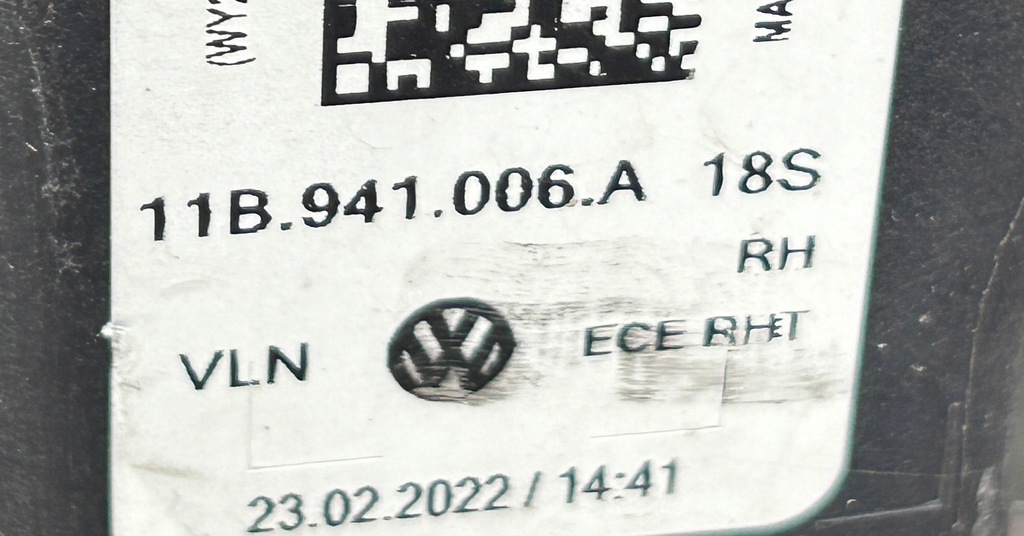 11B.941.006.A 18S
RH
VLN ECE RHT
23.02.2022 / 14:41